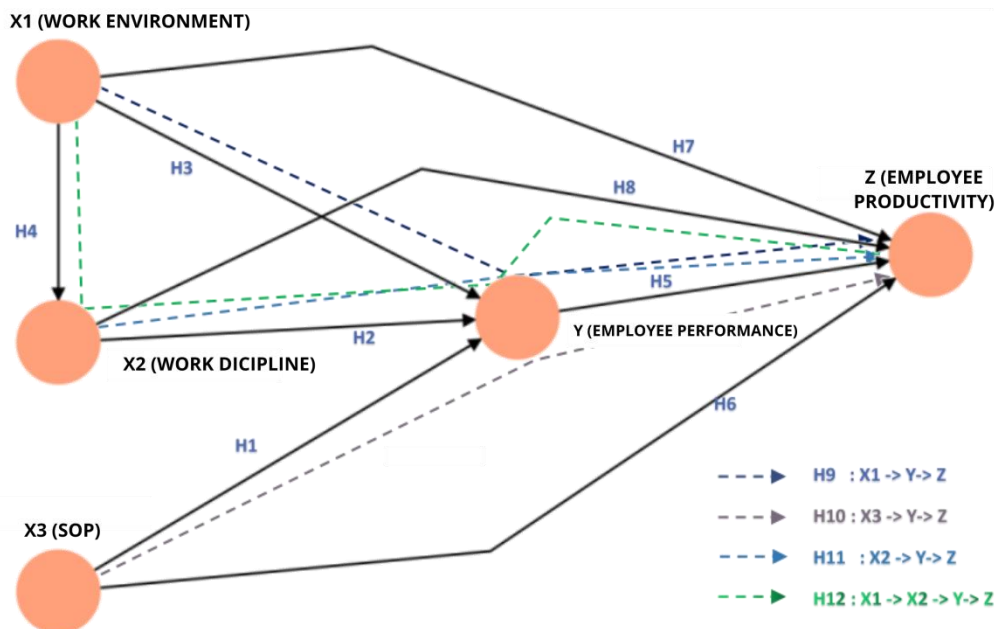 X1 (WORK ENVIRONMENT)
H7
H3
Z (EMPLOYEE
PRODUCTIVITY)
H8
H4
H5
Y (EMPLOYEE PERFORMANCE)
H2
X2 (WORK DICIPLINE)
H6
H1
H9 : X1 -> Y-> Z
X3 (SOP)
H10 : X3 -> Y-> Z
H11 : X2 -> Y-> Z
H12 : X1 -> X2 -> Y-> Z